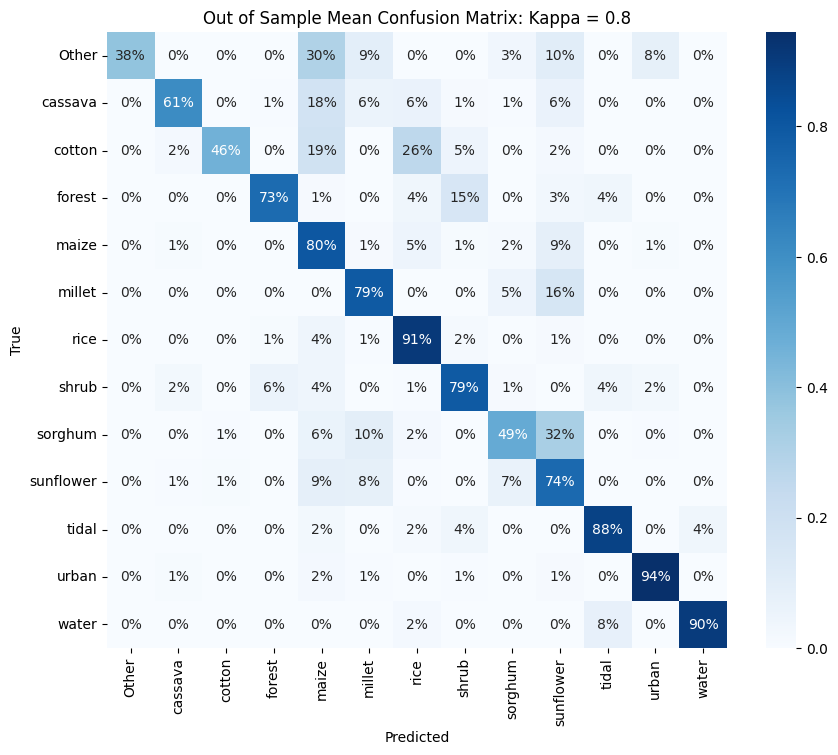 Out of Sample Mean Confusion Matrix: Kappa = 0.8
Other 38% 0% 0% 0% 30% 9% 0% 0% 3% 10% 0% 8% 0%
cassava 0% 61% 0% 1% 18% 6% 6% 1% 1% 6% 0% 0% 0%
cotton 0% 2% 46% 0% 19% 0% 26% 5% 0% 2% 0% 0% 0%
forest 0% 0% 0% 73% 1% 0% 4% 15% 0% 3% 4% 0% 0%
maize 0% 1% 0% 0% 80% 1% 5% 1% 2% 9% 0% 1% 0%
millet 0% 0% 0% 0% 0% 79% 0% 0% 5% 16% 0% 0% 0%
rice 0% 0% 0% 1% 4% 1% 91% 2% 0% 1% 0% 0% 0%
shrub 0% 2% 0% 6% 4% 0% 1% 79% 1% 0% 4% 2% 0%
sorghum 0% 0% 1% 0% 6% 10% 2% 0% 49% 32% 0% 0% 0%
sunflower 0% 1% 1% 0% 9% 8% 0% 0% 7% 74% 0% 0% 0%
tidal 0% 0% 0% 0% 2% 0% 2% 4% 0% 0% 88% 0% 4%
urban 0% 1% 0% 0% 2% 1% 0% 1% 0% 1% 0% 94% 0%
water 0% 0% 0% 0% 0% 0% 2% 0% 0% 0% 8% 0% 90%
Other cassava cotton forest maize millet rice shrub sorghum sunflower tidal urban water
Predicted
True
0.8
0.6
0.4
0.2
0.0